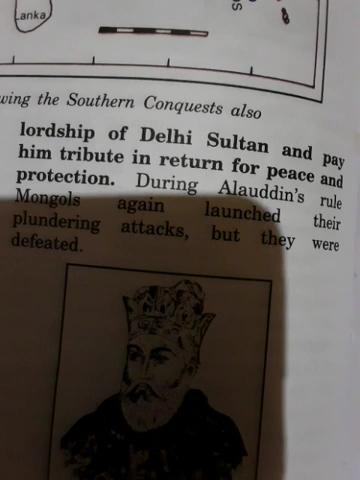 Lanka
wing the Southern Conquests also
lordship of Delhi Sultan and pay
him tribute in return for peace and
protection. During Alauddin's rule
Mongols again launched their
plundering attacks, but they were
defeated.